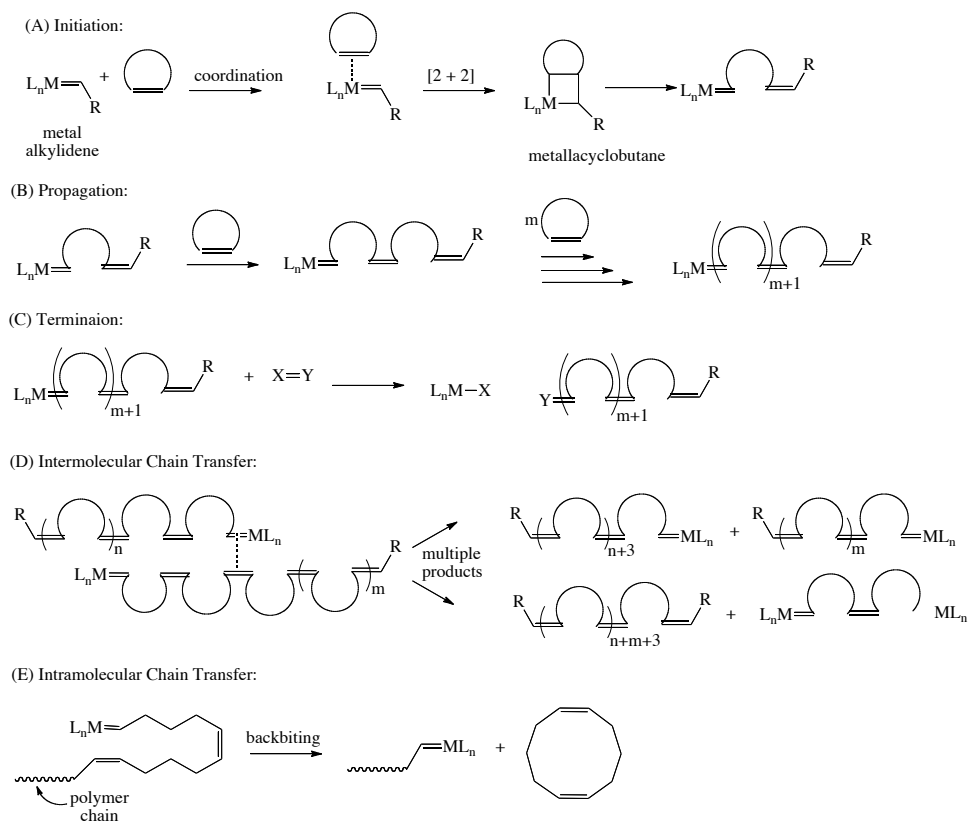 (A) Initiation:
LnM
+
R
metal
alkylidene
coordination
LnM
R
[2 + 2]
LnM
R
metallacyclobutane
LnM
R
(B) Propagation:
LnM
R
LnM
R
m
LnM
m+1
R
(C) Terminaion:
LnM
m+1
R
+
X=Y
LnM-X
Y
m+1
R
(D) Intermolecular Chain Transfer:
R
n
=MLn
LnM
m
R
multiple
products
R
n+3
MLn
+
R
m
MLn
R
n+m+3
R
+
LnM
MLn
(E) Intramolecular Chain Transfer:
LnM
polymer
chain
backbiting
MLn
+